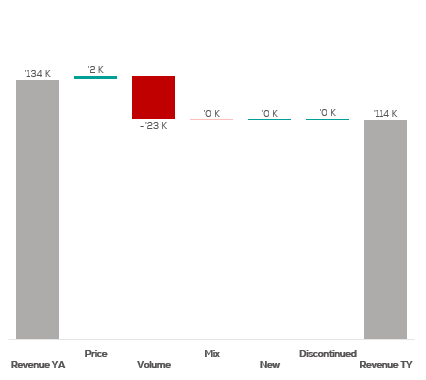 '134 K
'2 K
-'23 K
'0 K
'0 K
'0 K
'114 K
Revenue YA
Price
Volume
Mix
New
Discontinued
Revenue TY